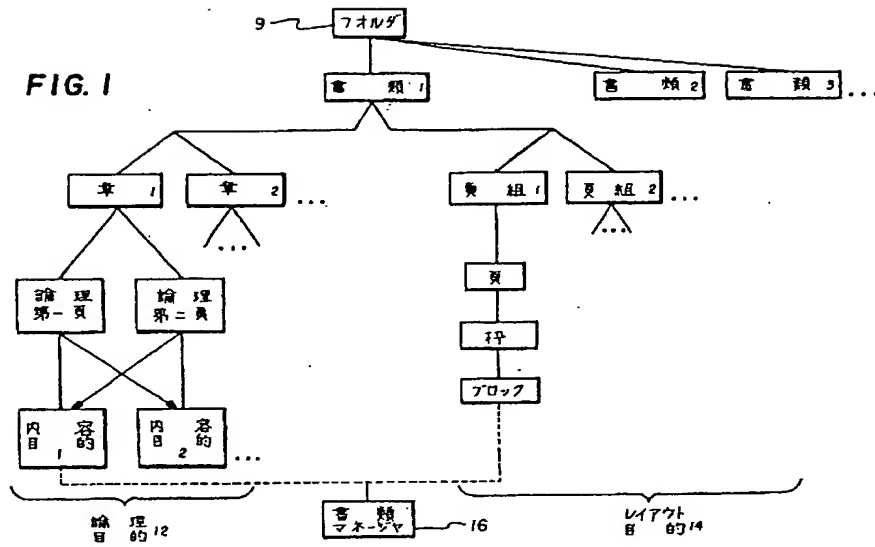 9 フォルダ
FIG. 1
書類 1
書類 2
書類 3 ...
章 1
章 2 ...
頁組 1
頁組 2 ...
...
...
論理
第一頁
論理
第二頁
頁
枠
ブロック
内容
目的
1
内容
目的
2
...
論理
目的 12
書類
マネージャ
16
レイアウト
目的 14